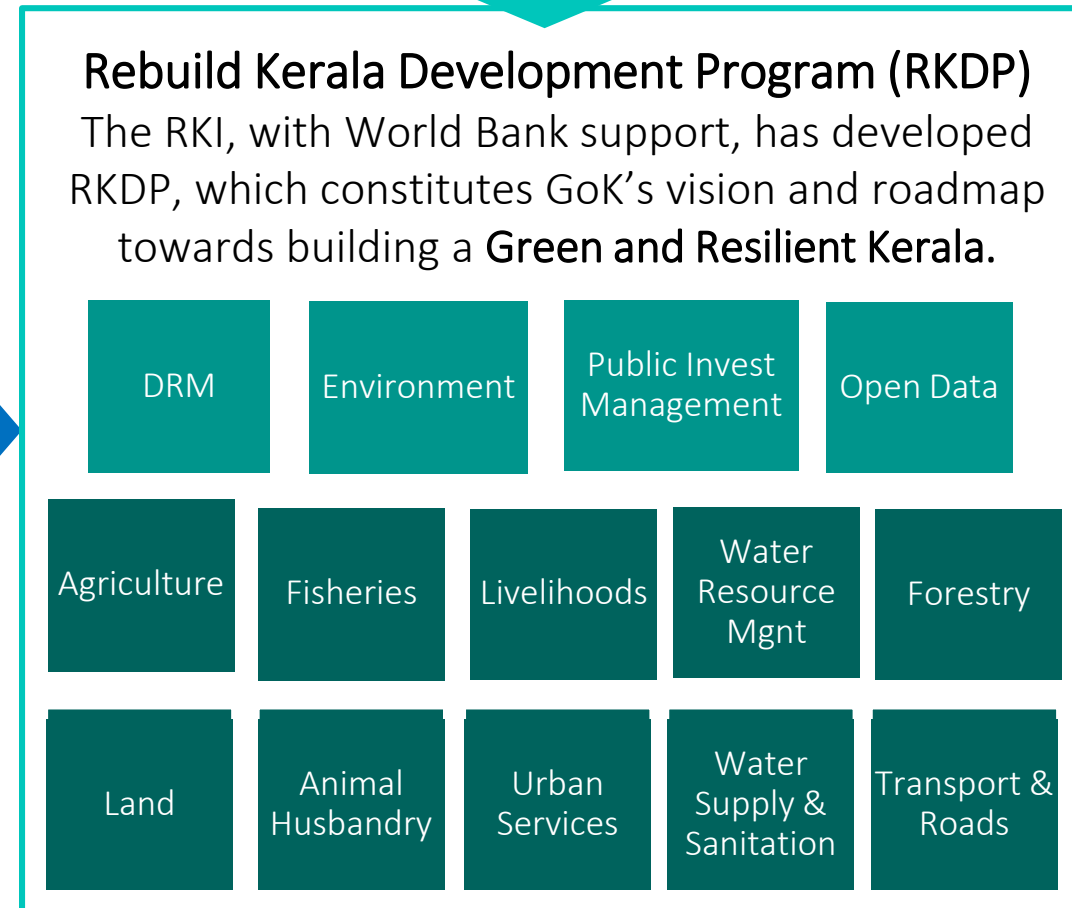 Rebuild Kerala Development Program (RKDP)
The RKI, with World Bank support, has developed
RKDP, which constitutes GoK’s vision and roadmap
towards building a Green and Resilient Kerala.
DRM
Environment
Public Invest
Management
Open Data
Agriculture
Fisheries
Livelihoods
Water
Resource
Mgnt
Forestry
Land
Animal
Husbandry
Urban
Services
Water
Supply &
Sanitation
Transport &
Roads